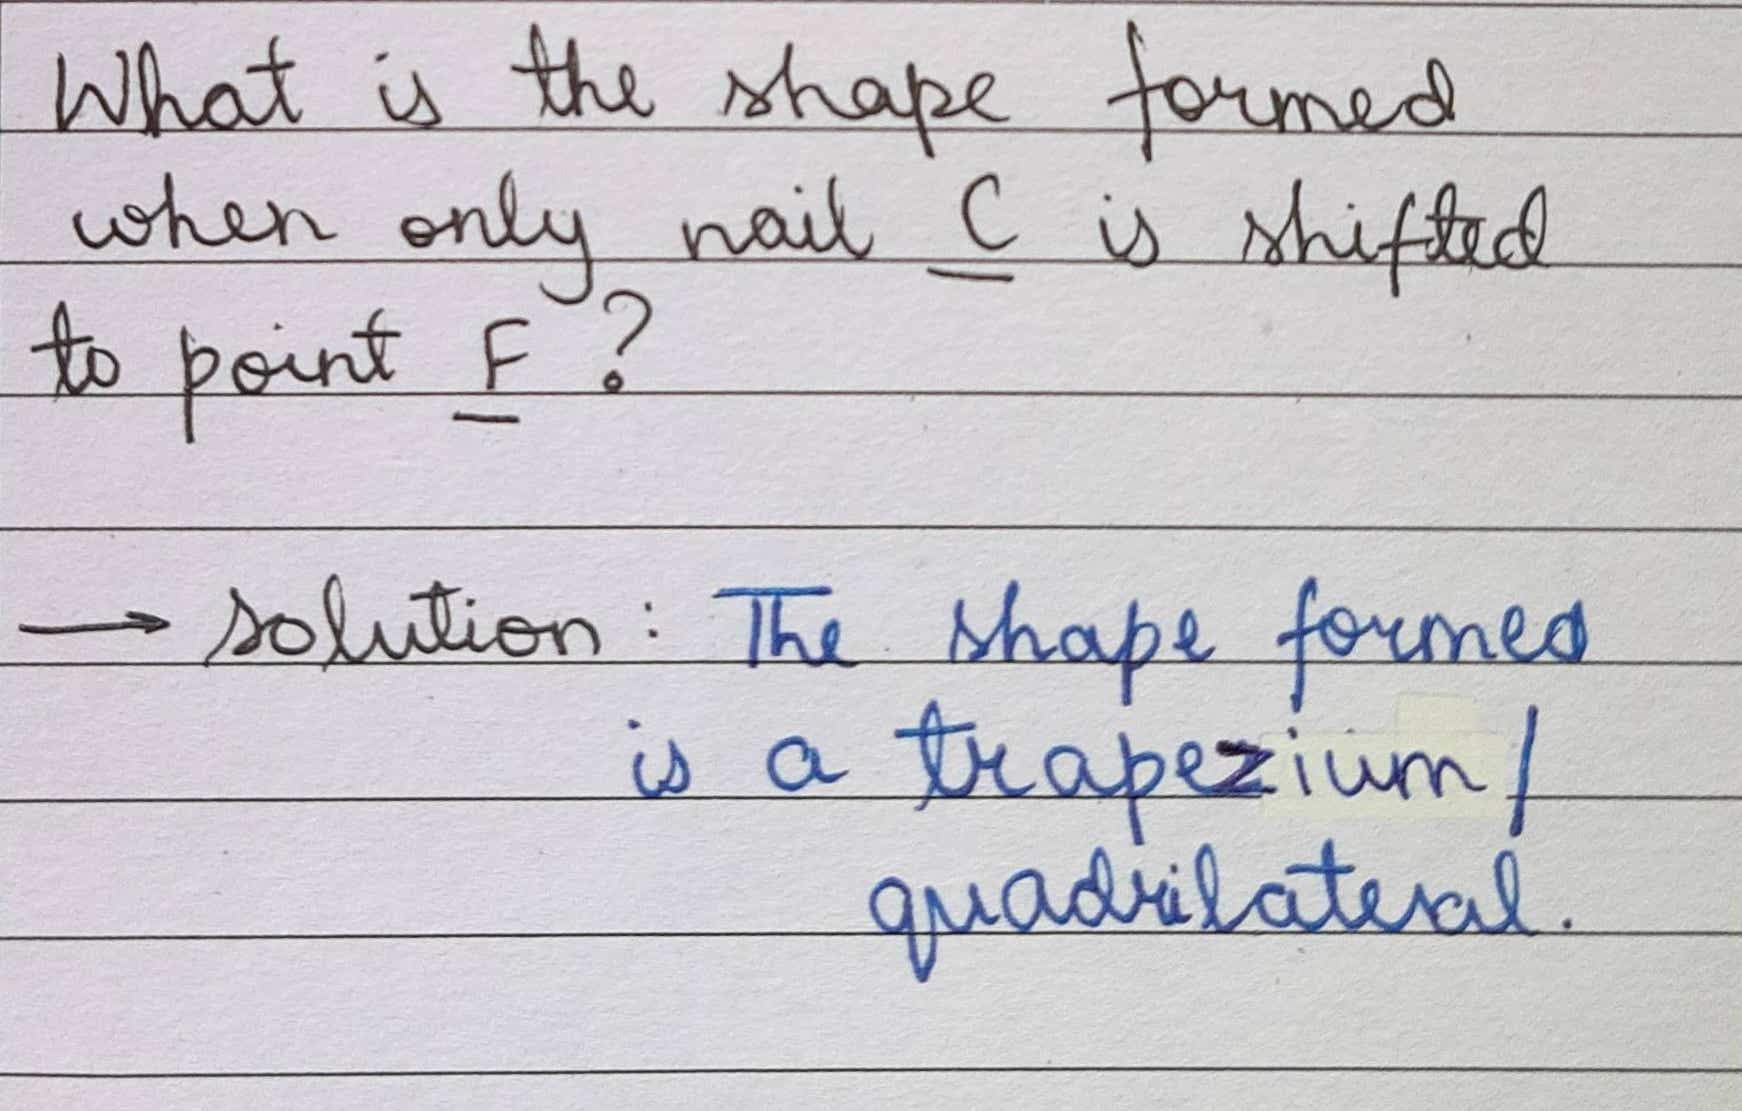 What is the shape formed
when only nail C is shifted
to point F ?
→ solution : The shape formed
is a trapezium /
quadrilateral.